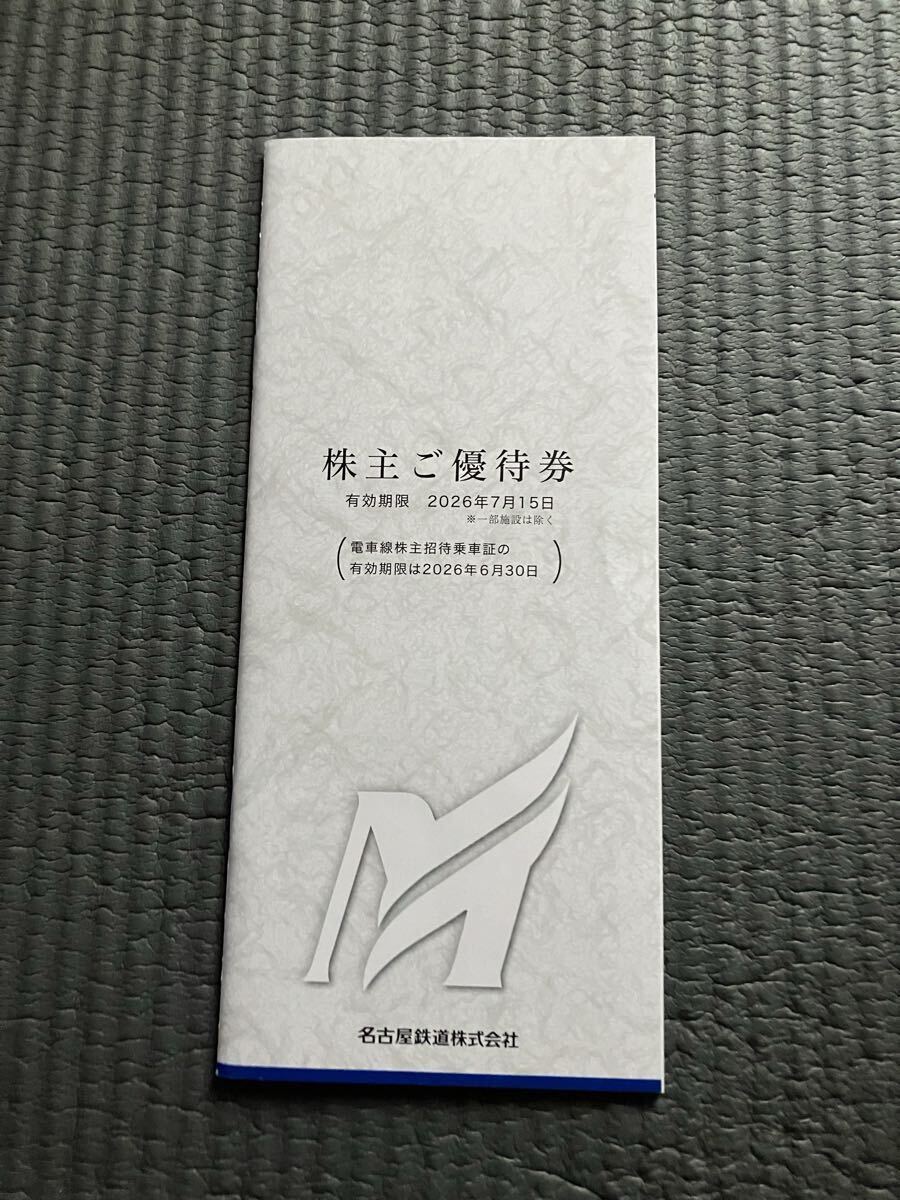 株主ご優待券
有効期限 2026年7月15日
※一部施設は除く
(電車線株主招待乗車証の
有効期限は2026年6月30日)
名古屋鉄道株式会社